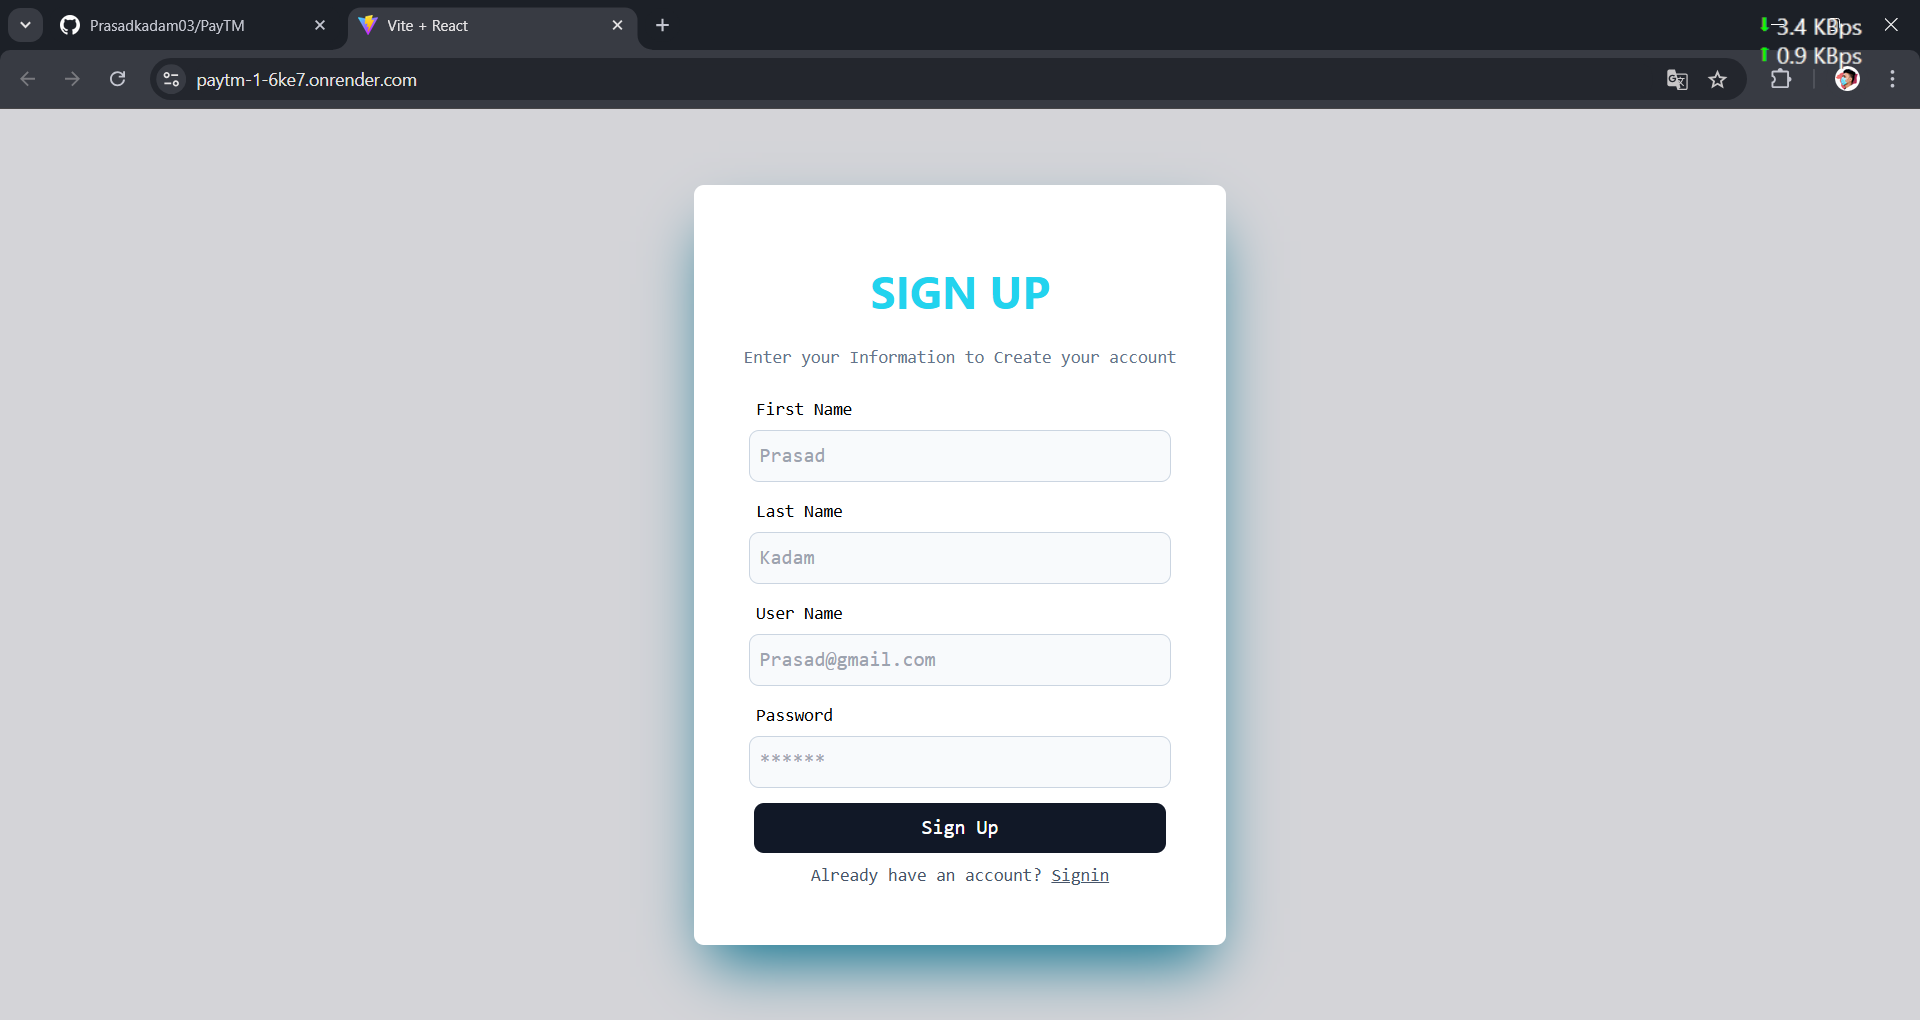 Prasadkadam03/PayTM
Vite + React
3.4 KBps
0.9 KBps
paytm-1-6ke7.onrender.com
SIGN UP
Enter your Information to Create your account
First Name
Prasad
Last Name
Kadam
User Name
Prasad@gmail.com
Password
******
Sign Up
Already have an account? Signin